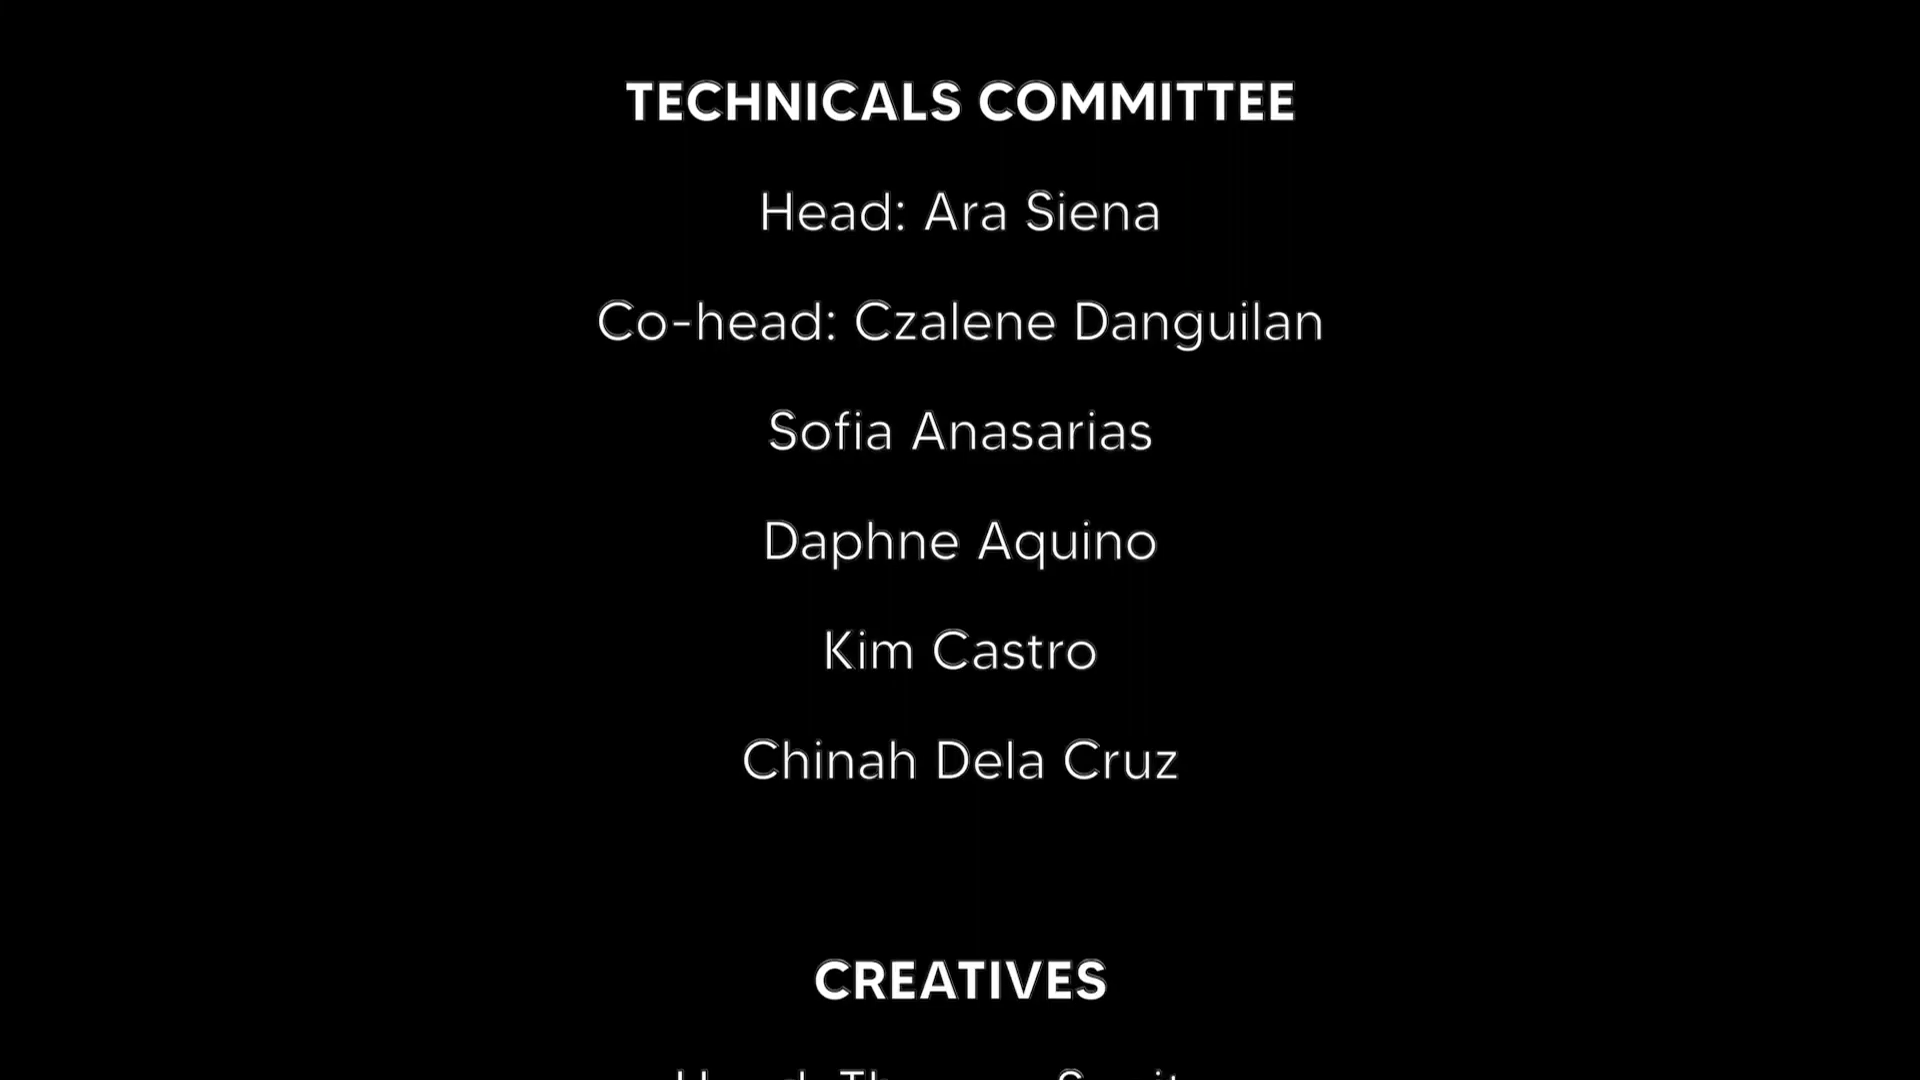 TECHNICALS COMMITTEE
Head: Ara Siena
Co-head: Czalene Danguilan
Sofia Anasarias
Daphne Aquino
Kim Castro
Chinah Dela Cruz
CREATIVES